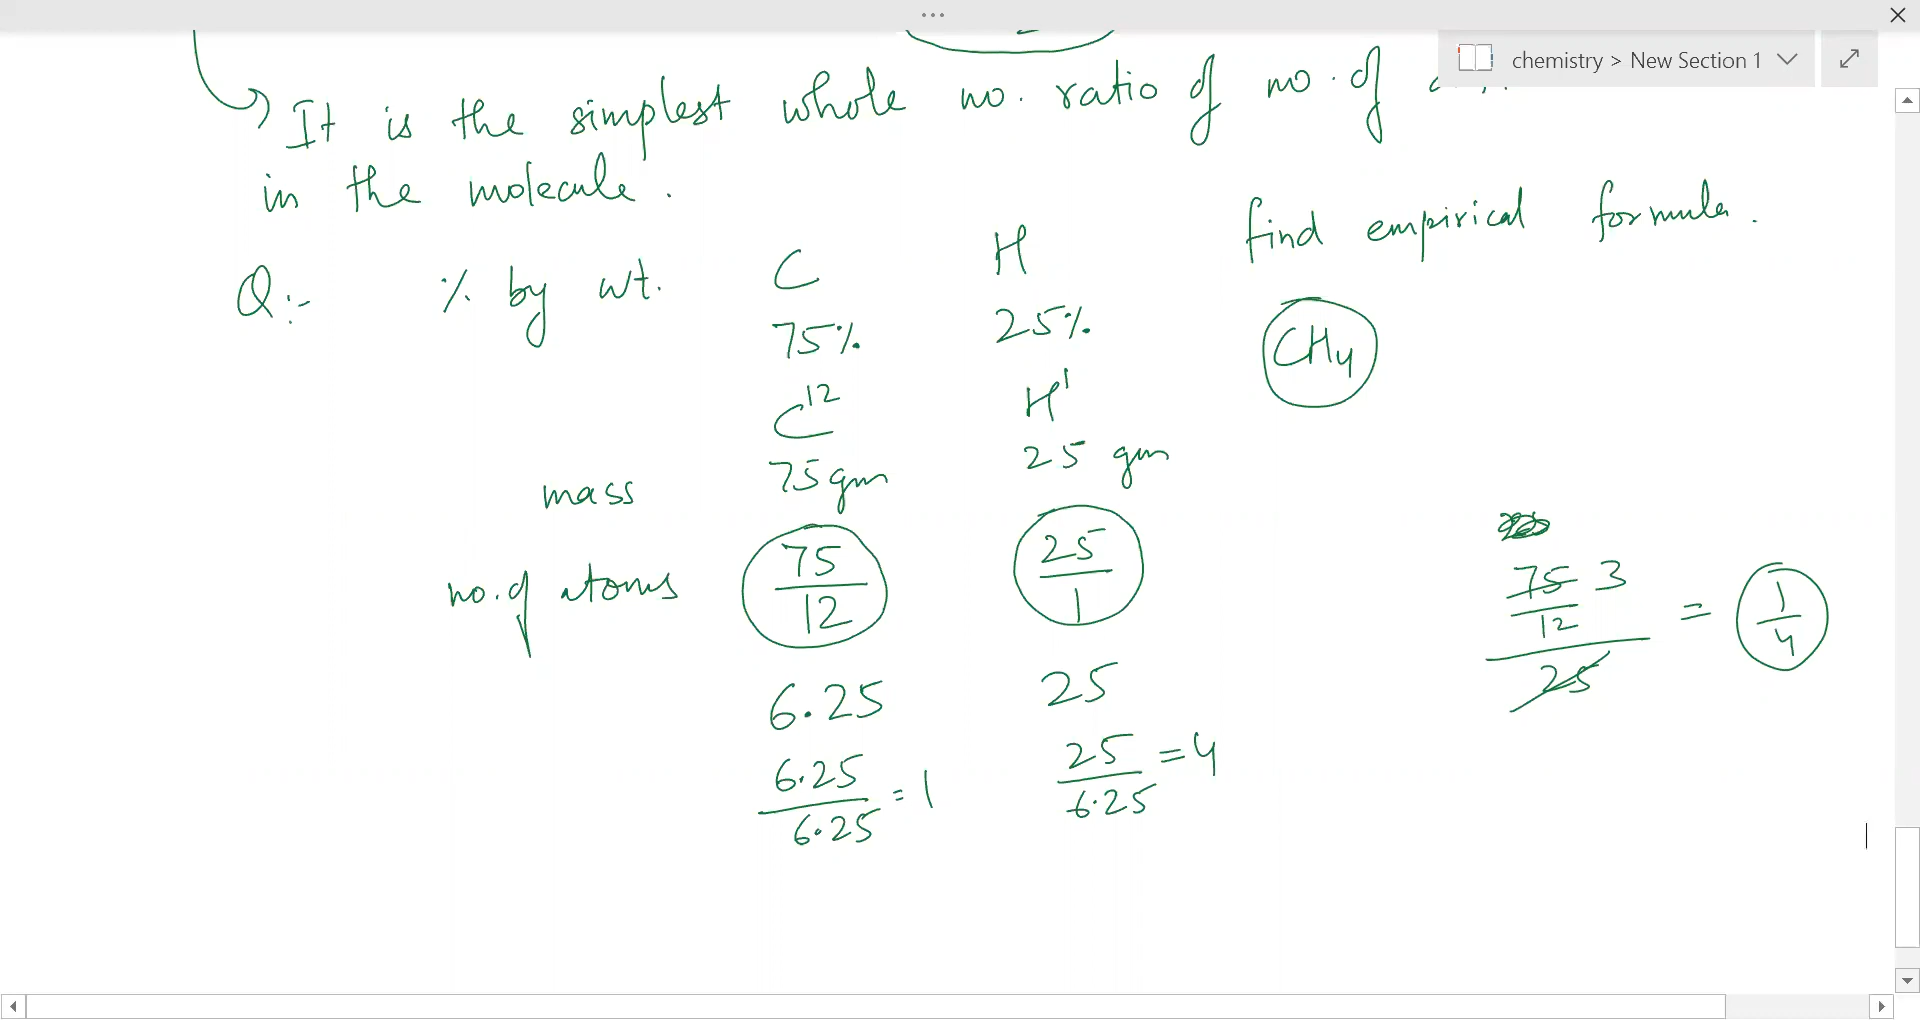 chemistry > New Section 1
It is the simplest whole no. ratio of no. of
in the molecule.
find empirical formula.
Q:- % by wt. C H
75% 25%
CH4
C12 H1
mass 75gm 25 gm
no. of atoms 75/12 25/1
75/12 3 / 25 = 1/4
6.25 25
6.25/6.25 = 1 25/6.25 = 4